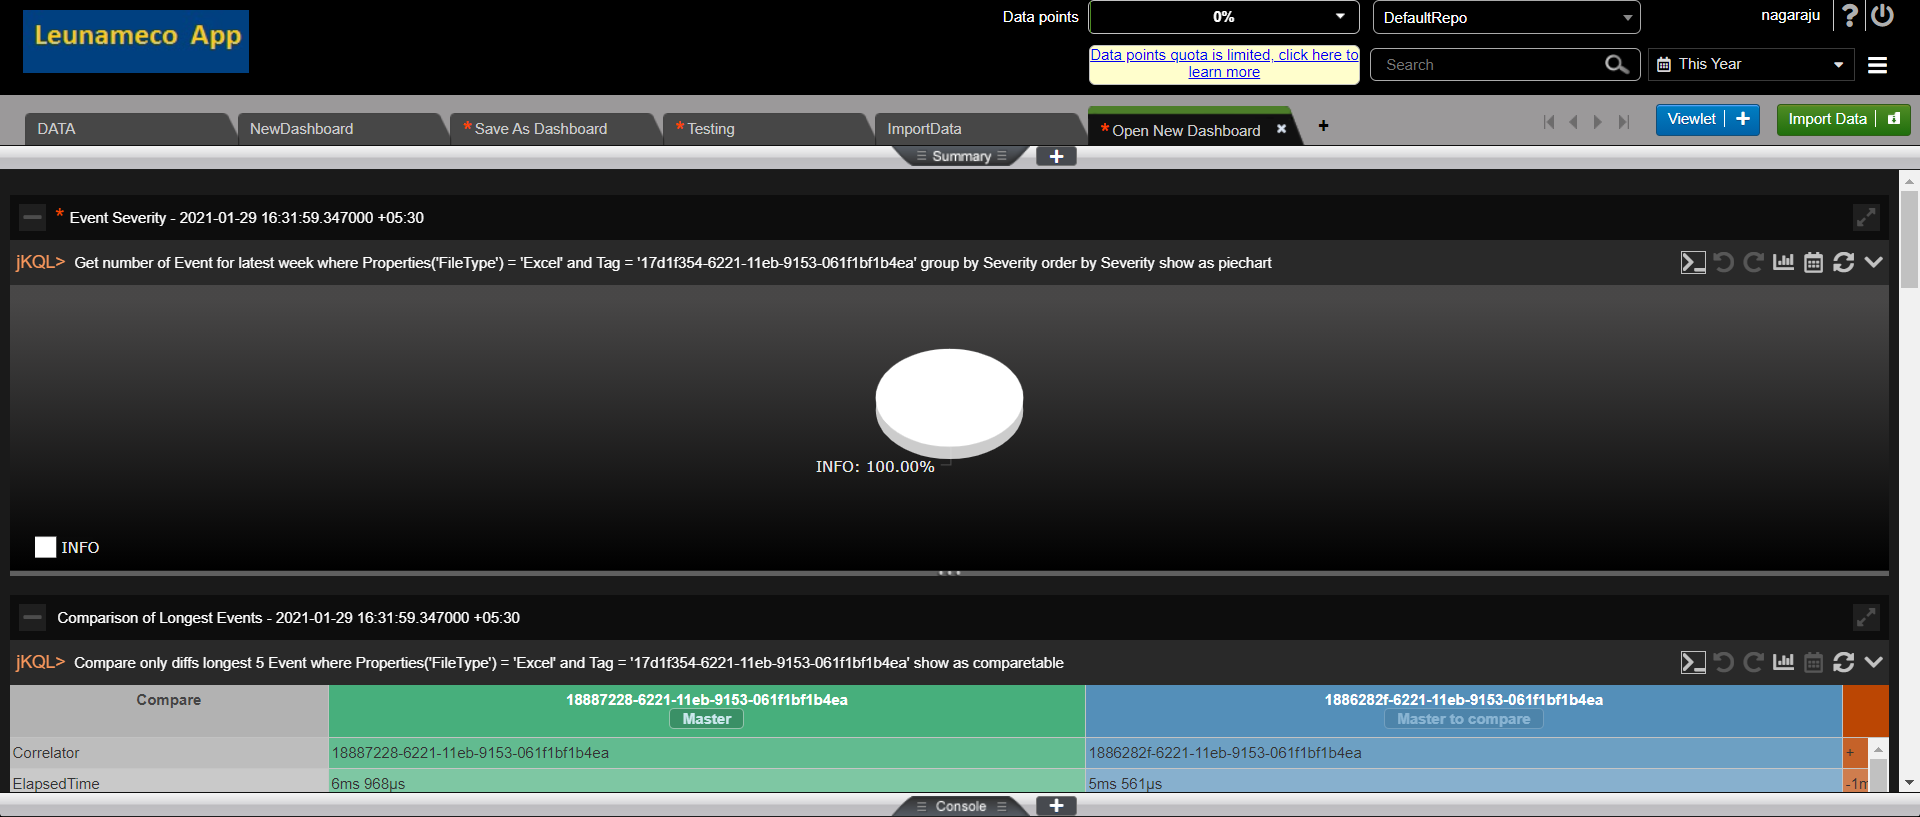 Leunameco App
Data points
0%
DefaultRepo
nagaraju
?
Data points quota is limited, click here to
learn more
Search
This Year
DATA
NewDashboard
* Save As Dashboard
* Testing
ImportData
* Open New Dashboard
Viewlet
Import Data
Summary
* Event Severity - 2021-01-29 16:31:59.347000 +05:30
jKQL> Get number of Event for latest week where Properties('FileType') = 'Excel' and Tag = '17d1f354-6221-11eb-9153-061f1bf1b4ea' group by Severity order by Severity show as piechart
INFO: 100.00%
INFO
Comparison of Longest Events - 2021-01-29 16:31:59.347000 +05:30
jKQL> Compare only diffs longest 5 Event where Properties('FileType') = 'Excel' and Tag = '17d1f354-6221-11eb-9153-061f1bf1b4ea' show as comparetable
Compare
18887228-6221-11eb-9153-061f1bf1b4ea
Master
1886282f-6221-11eb-9153-061f1bf1b4ea
Master to compare
Correlator
18887228-6221-11eb-9153-061f1bf1b4ea
1886282f-6221-11eb-9153-061f1bf1b4ea
+
ElapsedTime
6ms 968µs
5ms 561µs
Console